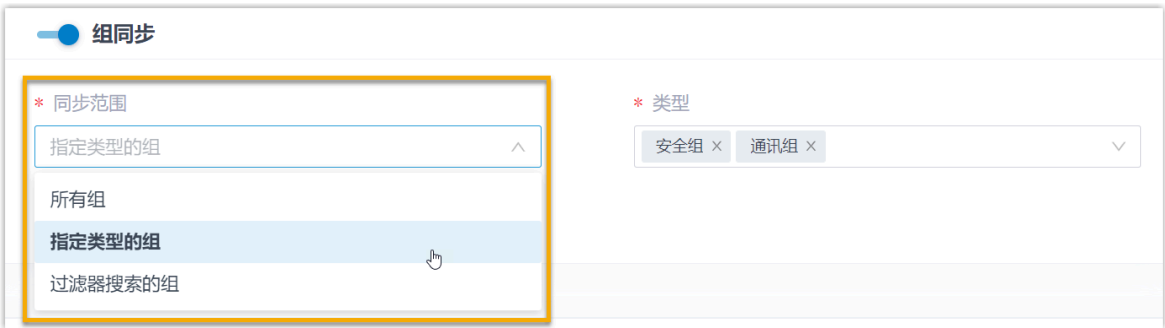 组同步
* 同步范围
指定类型的组
所有组
指定类型的组
过滤器搜索的组
* 类型
安全组 × 通讯组 ×